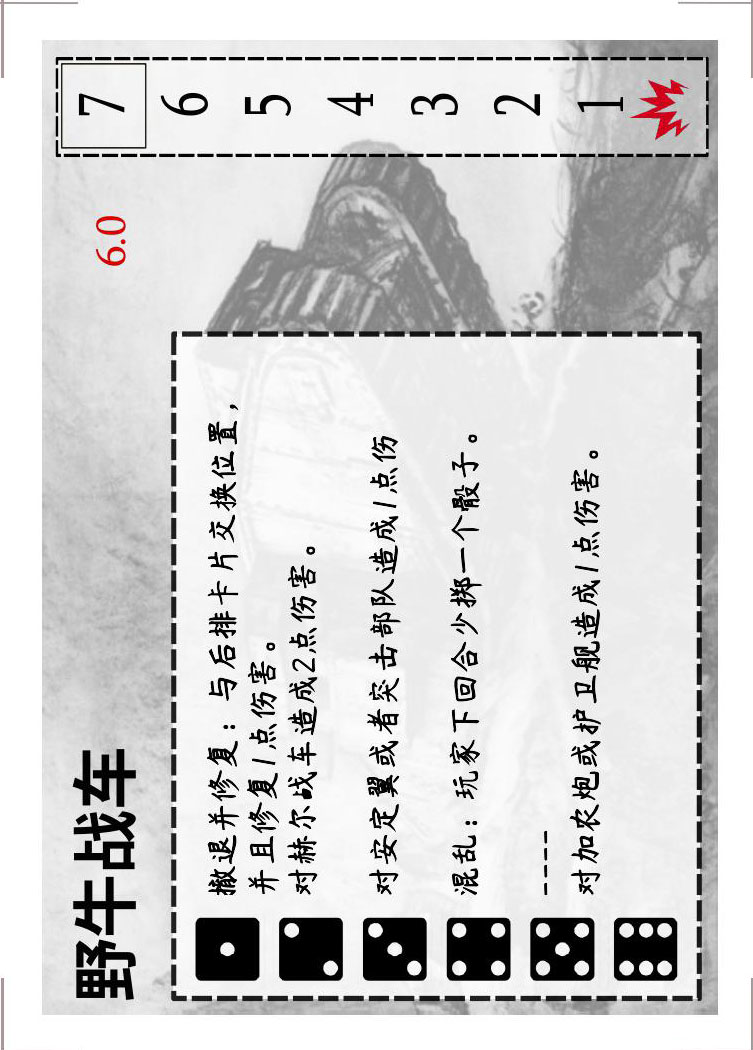 野牛战车
6.0
7 6 5 4 3 2 1
撤退并修复：与后排卡片交换位置，
并且修复1点伤害。
对赫尔战车造成2点伤害。
对安定翼或者突击部队造成1点伤
混乱：玩家下回合少掷一个骰子。
-----
对加农炮或护卫舰造成1点伤害。